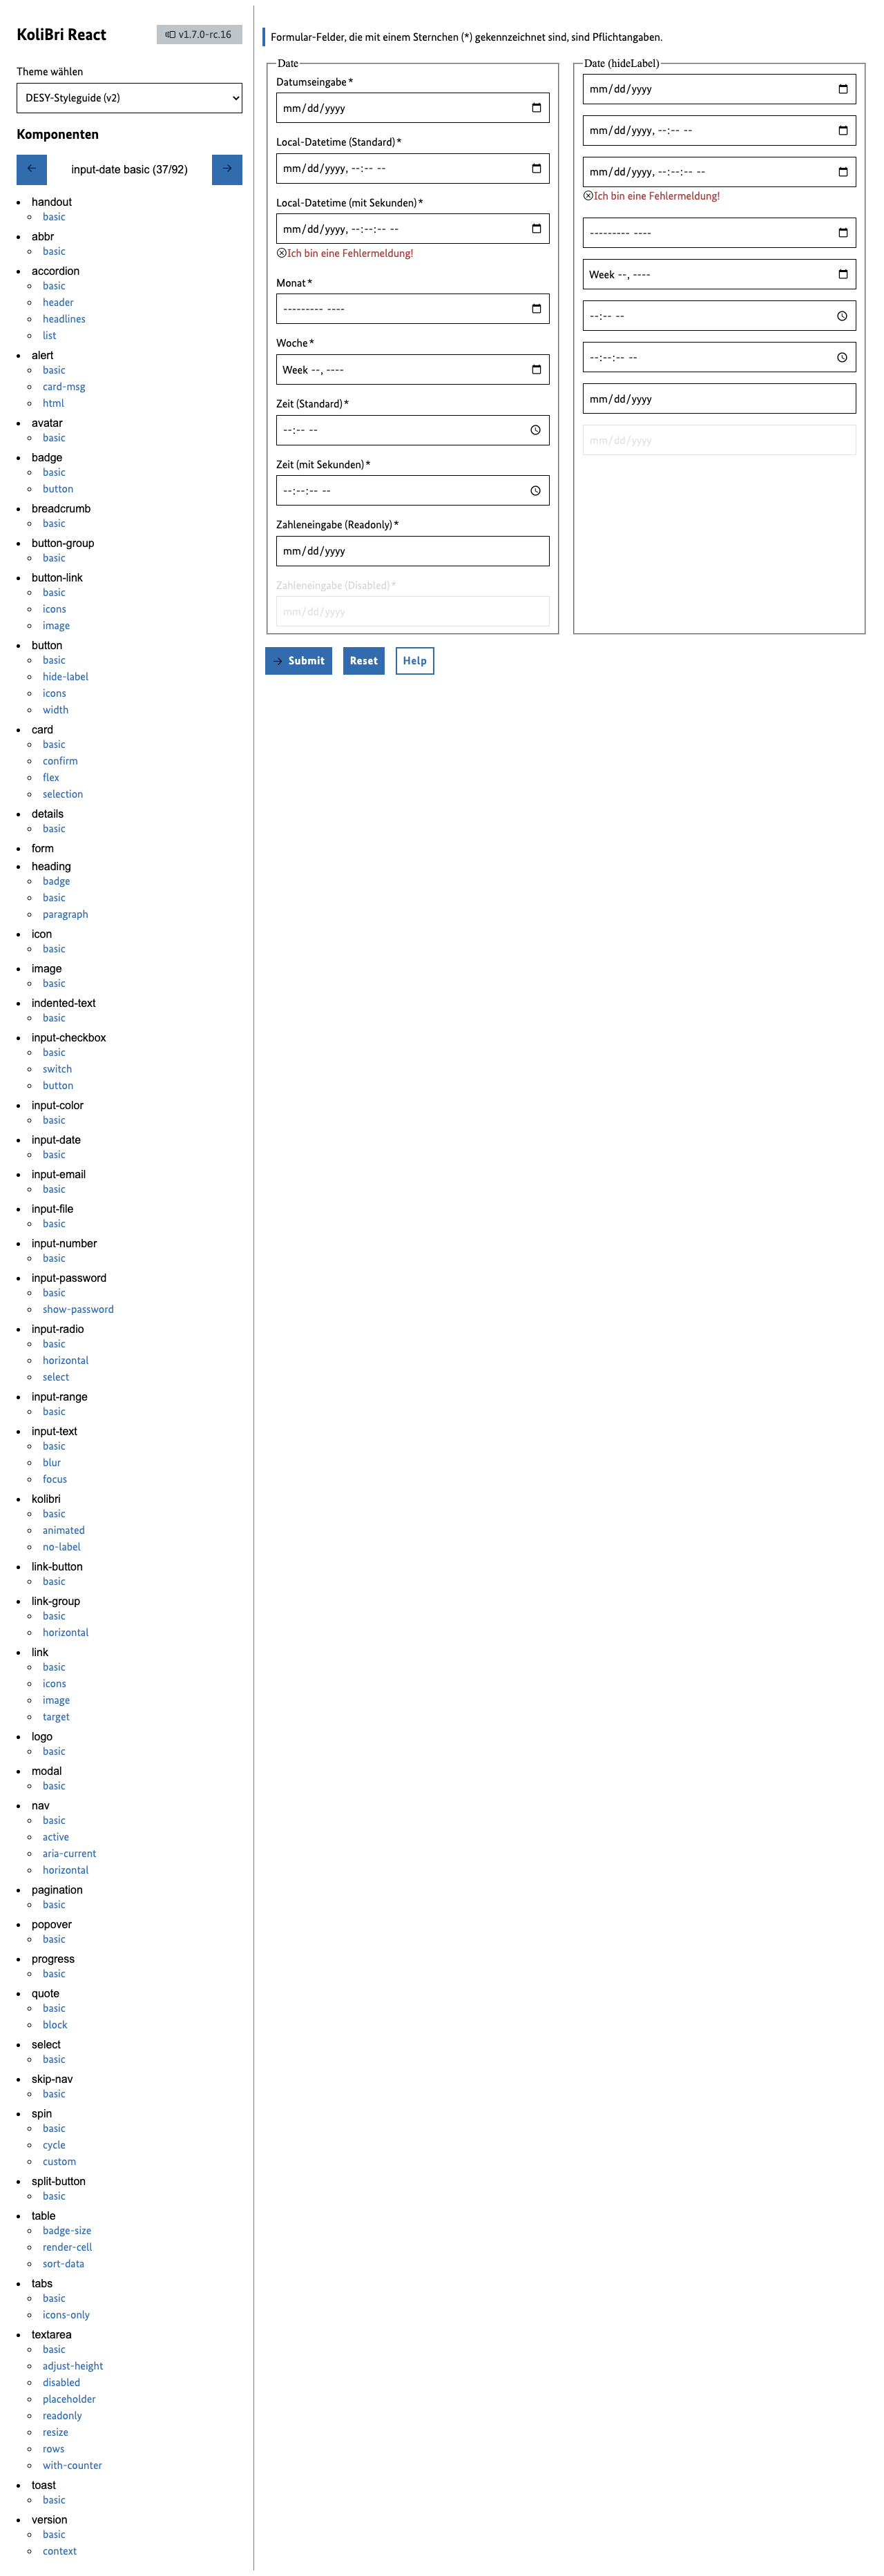 KoliBri React
v1.7.0-rc.16
Theme wählen
DESY-Styleguide (v2)
Komponenten
input-date basic (37/92)
handout
basic
abbr
basic
accordion
basic
header
headlines
list
alert
basic
card-msg
html
avatar
basic
badge
basic
button
breadcrumb
basic
button-group
basic
button-link
basic
icons
image
button
basic
hide-label
icons
width
card
basic
confirm
flex
selection
details
basic
form
heading
badge
basic
paragraph
icon
basic
image
basic
indented-text
basic
input-checkbox
basic
switch
button
input-color
basic
input-date
basic
input-email
basic
input-file
basic
input-number
basic
input-password
basic
show-password
input-radio
basic
horizontal
select
input-range
basic
input-text
basic
blur
focus
kolibri
basic
animated
no-label
link-button
basic
link-group
basic
horizontal
link
basic
icons
image
target
logo
basic
modal
basic
nav
basic
active
aria-current
horizontal
pagination
basic
popover
basic
progress
basic
quote
basic
block
select
basic
skip-nav
basic
spin
basic
cycle
custom
split-button
basic
table
badge-size
render-cell
sort-data
tabs
basic
icons-only
textarea
basic
adjust-height
disabled
placeholder
readonly
resize
rows
with-counter
toast
basic
version
basic
context
Formular-Felder, die mit einem Sternchen (*) gekennzeichnet sind, sind Pflichtangaben.
Date
Datumseingabe*
mm/dd/yyyy
Local-Datetime (Standard)*
mm/dd/yyyy, --:-- --
Local-Datetime (mit Sekunden)*
mm/dd/yyyy, --:--:-- --
Ich bin eine Fehlermeldung!
Monat*
--------- ----
Woche*
Week --, ----
Zeit (Standard)*
--:-- --
Zeit (mit Sekunden)*
--:--:-- --
Zahleneingabe (Readonly)*
mm/dd/yyyy
Zahleneingabe (Disabled)*
mm/dd/yyyy
Date (hideLabel)
mm/dd/yyyy
mm/dd/yyyy, --:-- --
mm/dd/yyyy, --:--:-- --
Ich bin eine Fehlermeldung!
--------- ----
Week --, ----
--:-- --
--:--:-- --
mm/dd/yyyy
mm/dd/yyyy
Submit
Reset
Help